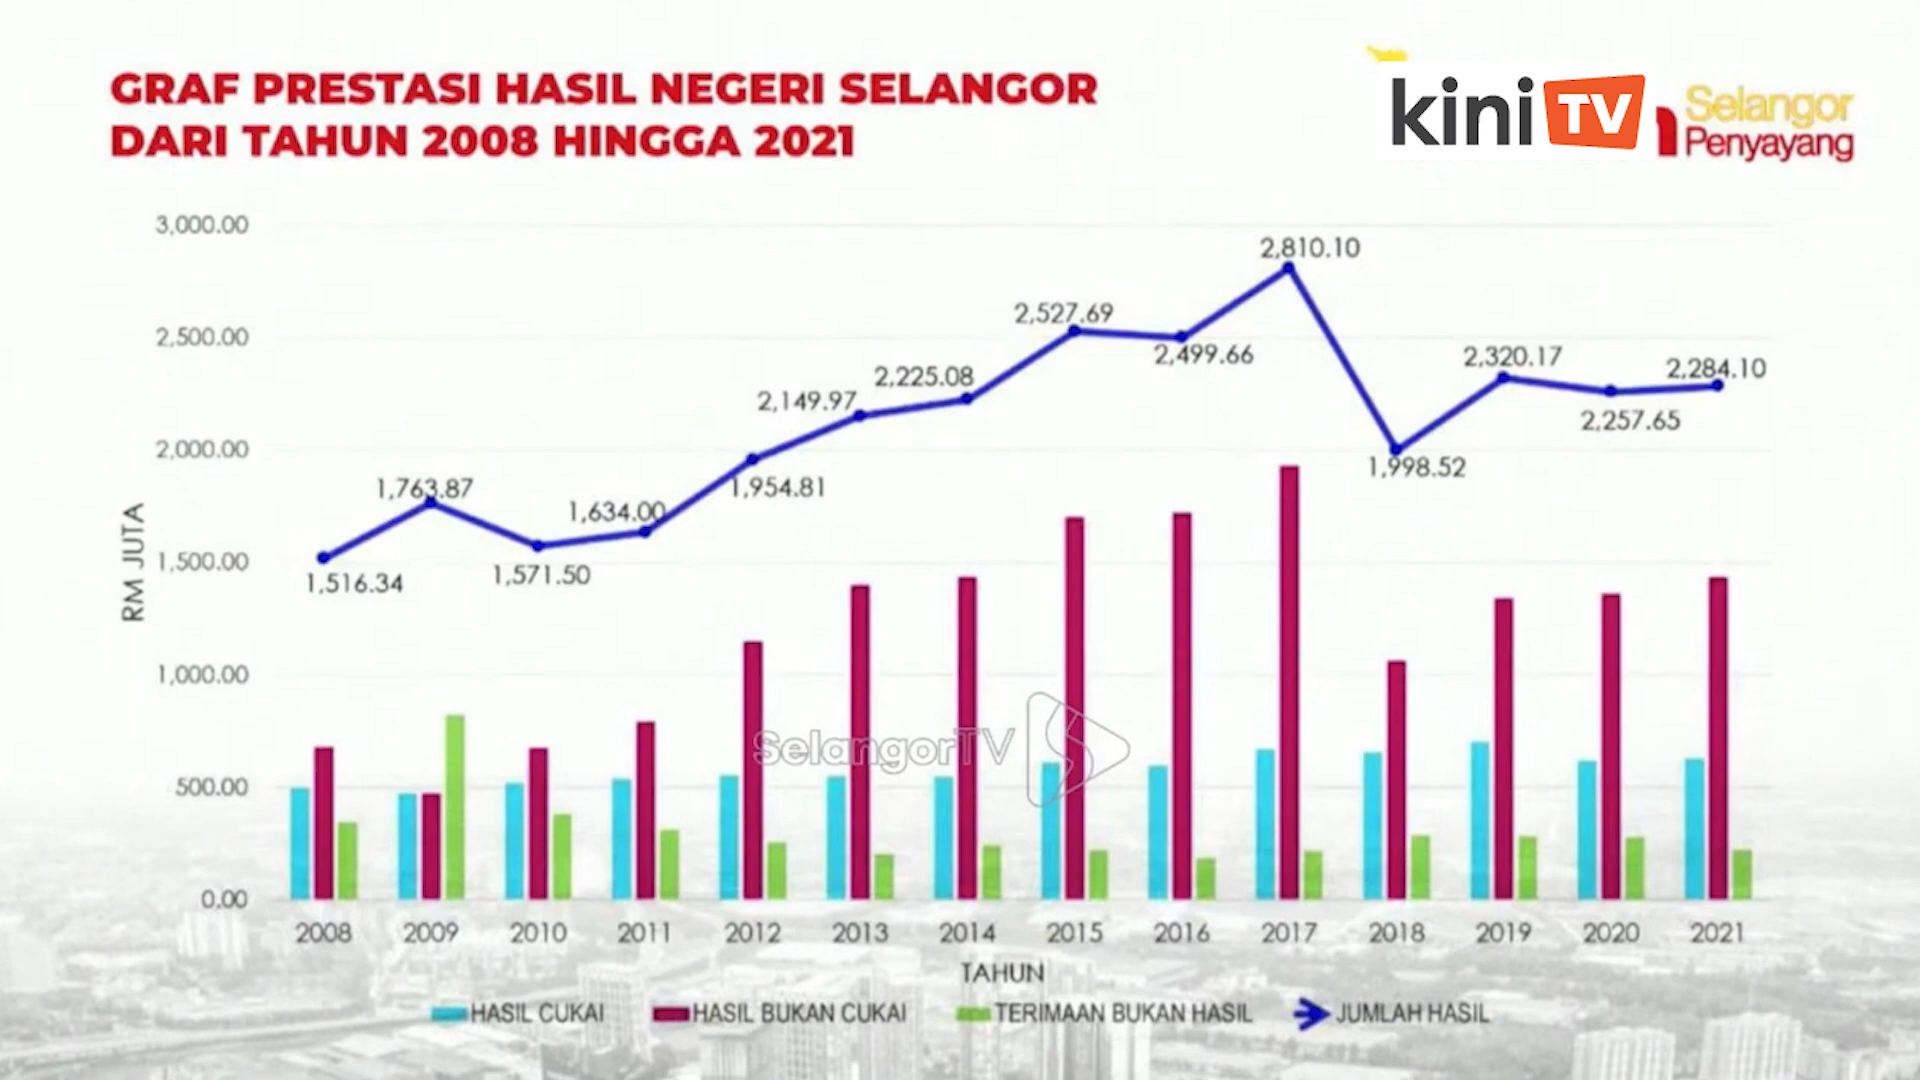 GRAF PRESTASI HASIL NEGERI SELANGOR
DARI TAHUN 2008 HINGGA 2021
kini TV
Selangor
Penyayang
3,000.00
2,500.00
2,000.00
1,500.00
1,000.00
500.00
0.00
RM JUTA
1,516.34
1,763.87
1,571.50
1,634.00
1,954.81
2,149.97
2,225.08
2,527.69
2,499.66
2,810.10
1,998.52
2,320.17
2,257.65
2,284.10
SelangorTV
2008 2009 2010 2011 2012 2013 2014 2015 2016 2017 2018 2019 2020 2021
TAHUN
HASIL CUKAI HASIL BUKAN CUKAI TERIMAAN BUKAN HASIL JUMLAH HASIL